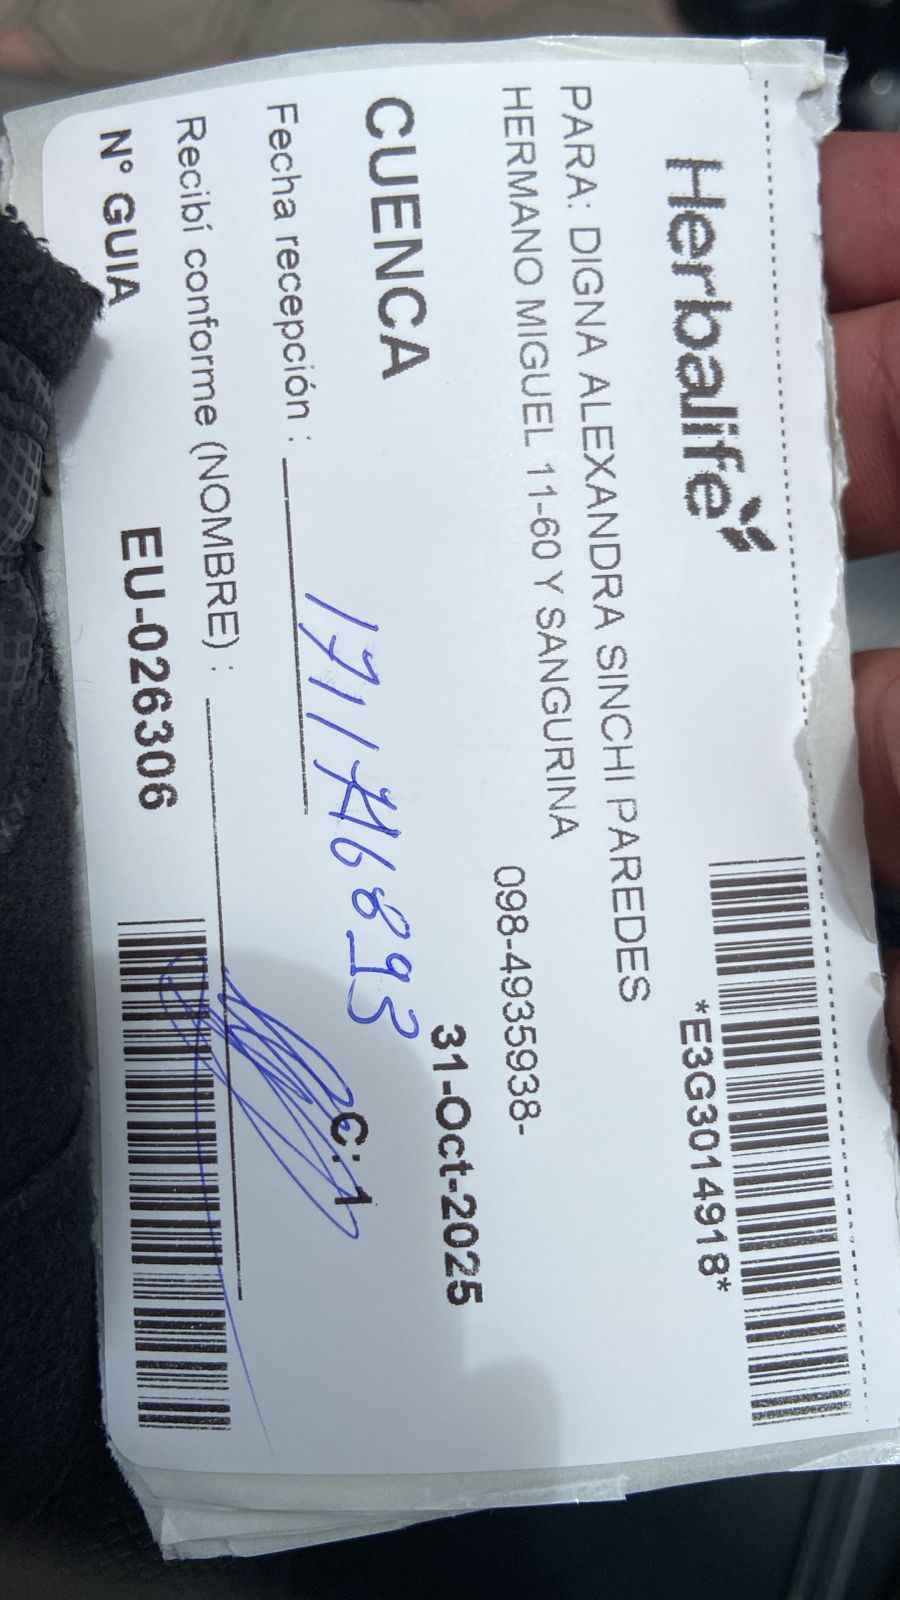 Herbalife
*E3G3014918*
PARA: DIGNA ALEXANDRA SINCHI PAREDES
HERMANO MIGUEL 11-60 Y SANGURINA
098-4935938-
CUENCA
31-Oct-2025
Fecha recepción :
C: 1
Recibí conforme (NOMBRE) :
N° GUIA
EU-026306